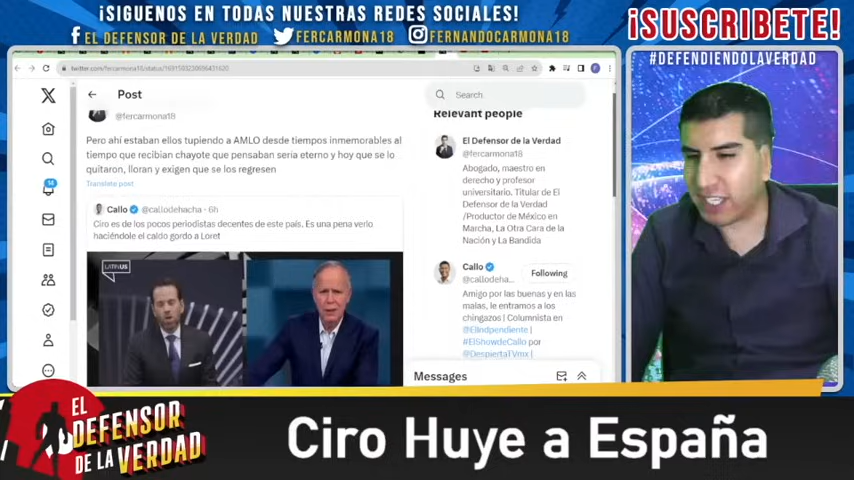 ¡SIGUENOS EN TODAS NUESTRAS REDES SOCIALES!
EL DEFENSOR DE LA VERDAD FERCARMONA18 FERNANDOCARMONA18
¡SUSCRIBETE!
#DEFENDIENDOLAVERDAD
Post
@fercarmona18
Pero ahí estaban ellos tupiendo a AMLO desde tiempos inmemorables al
tiempo que recibian chayote que pensaban sería eterno y hoy que se lo
quitaron, lloran y exigen que se los regresen
Translate post
Callo @callodehacha · 6h
Ciro es de los pocos periodistas decentes de este país. Es una pena verlo
haciéndole el caldo gordo a Loret
LATINUS
Search
Relevant people
El Defensor de la Verdad
@fercarmona18
Abogado, maestro en
derecho y profesor
universitario. Titular de El
Defensor de la Verdad
/Productor de México en
Marcha, La Otra Cara de la
Nación y La Bandida
Callo
@callodeha...
Following
Amigo por las buenas y en las
malas, le entramos a los
chingazos | Columnista en
@ElIndpendiente |
#ElShowdeCallo por
@DespiertaTVmx |
Messages
EL
DEFENSOR
DE LA VERDAD
Ciro Huye a España